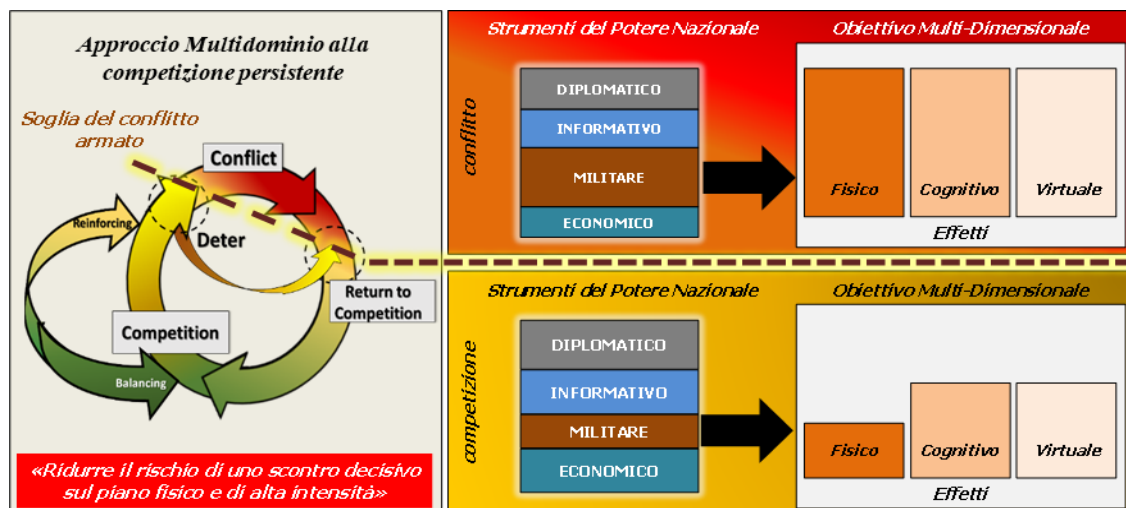 Approccio Multidominio alla
competizione persistente
Soglia del conflitto
armato
Conflict
Reinforcing
Deter
Return to
Competition
Competition
Balancing
«Ridurre il rischio di uno scontro decisivo
sul piano fisico e di alta intensità»
Strumenti del Potere Nazionale
Obiettivo Multi-Dimensionale
conflitto
DIPLOMATICO
INFORMATIVO
MILITARE
ECONOMICO
Fisico
Cognitivo
Virtuale
Effetti
Strumenti del Potere Nazionale
Obiettivo Multi-Dimensionale
competizione
DIPLOMATICO
INFORMATIVO
MILITARE
ECONOMICO
Fisico
Cognitivo
Virtuale
Effetti